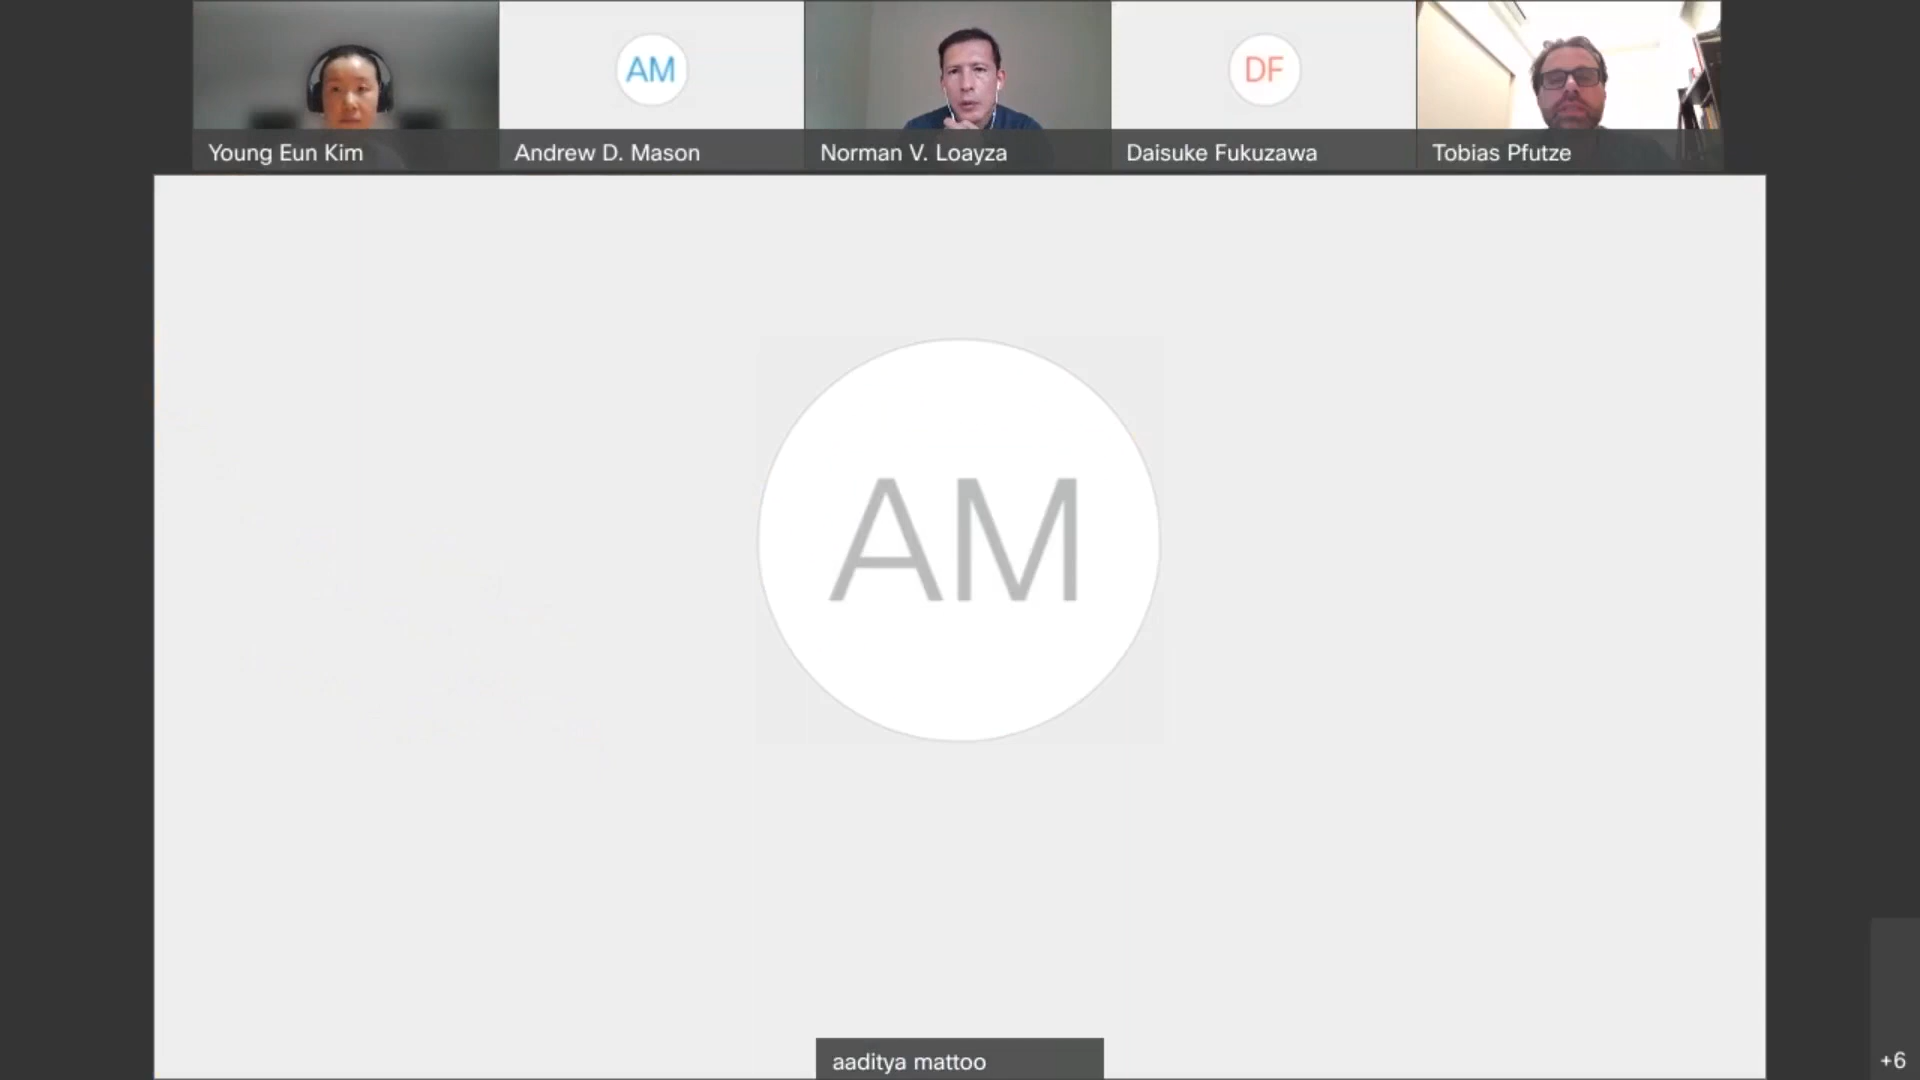 AM
DF
Young Eun Kim
Andrew D. Mason
Norman V. Loayza
Daisuke Fukuzawa
Tobias Pfutze
AM
aaditya mattoo
+6